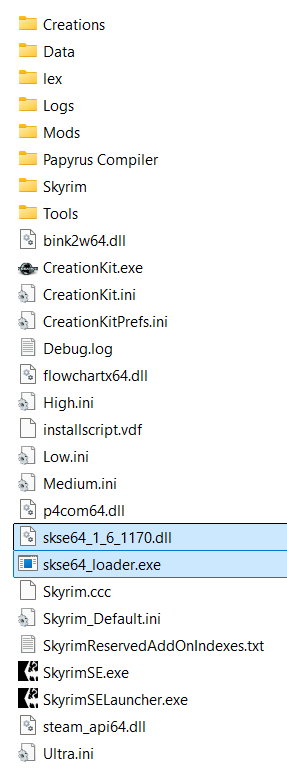 Creations
Data
lex
Logs
Mods
Papyrus Compiler
Skyrim
Tools
bink2w64.dll
CreationKit.exe
CreationKit.ini
CreationKitPrefs.ini
Debug.log
flowchartx64.dll
High.ini
installscript.vdf
Low.ini
Medium.ini
p4com64.dll
skse64_1_6_1170.dll
skse64_loader.exe
Skyrim.ccc
Skyrim_Default.ini
SkyrimReservedAddOnIndexes.txt
SkyrimSE.exe
SkyrimSELauncher.exe
steam_api64.dll
Ultra.ini